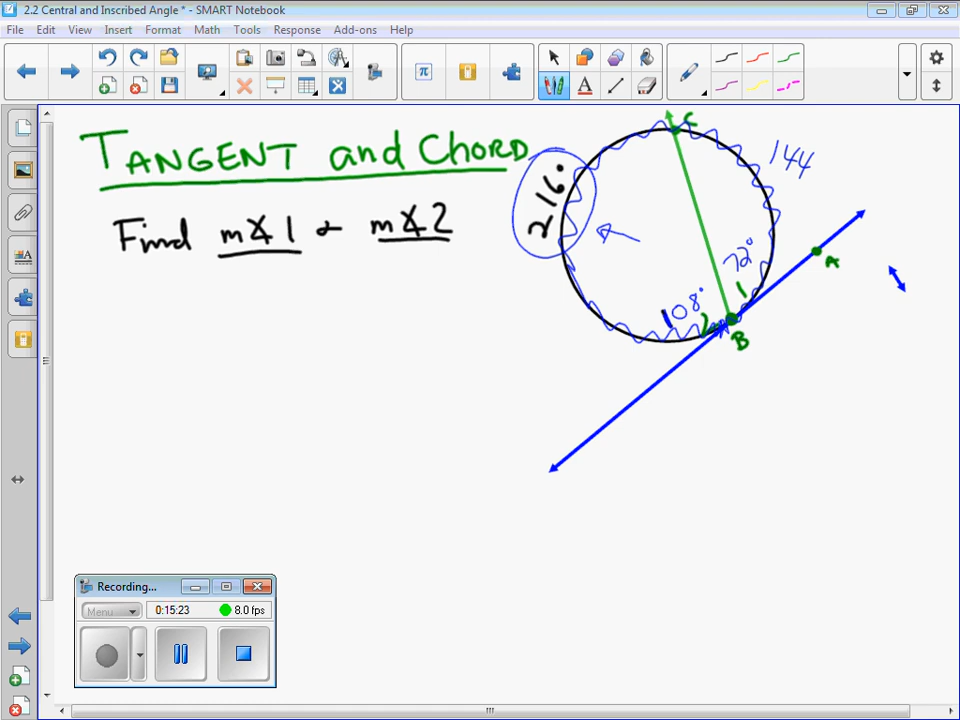 2.2 Central and Inscribed Angle * - SMART Notebook
File Edit View Insert Format Math Tools Response Add-ons Help
TANGENT and Chord
Find m∡1 & m∡2
216°
C
144
72°
A
1
108°
2
B
Recording...
Menu
0:15:23
8.0 fps